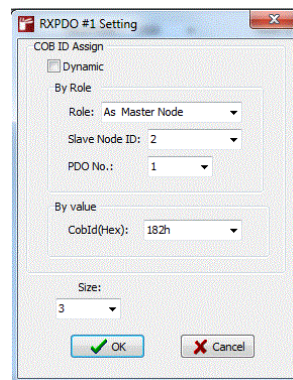 RXPDO #1 Setting
COB ID Assign
Dynamic
By Role
Role: As Master Node
Slave Node ID: 2
PDO No.: 1
By value
CobId(Hex): 182h
Size:
3
OK Cancel